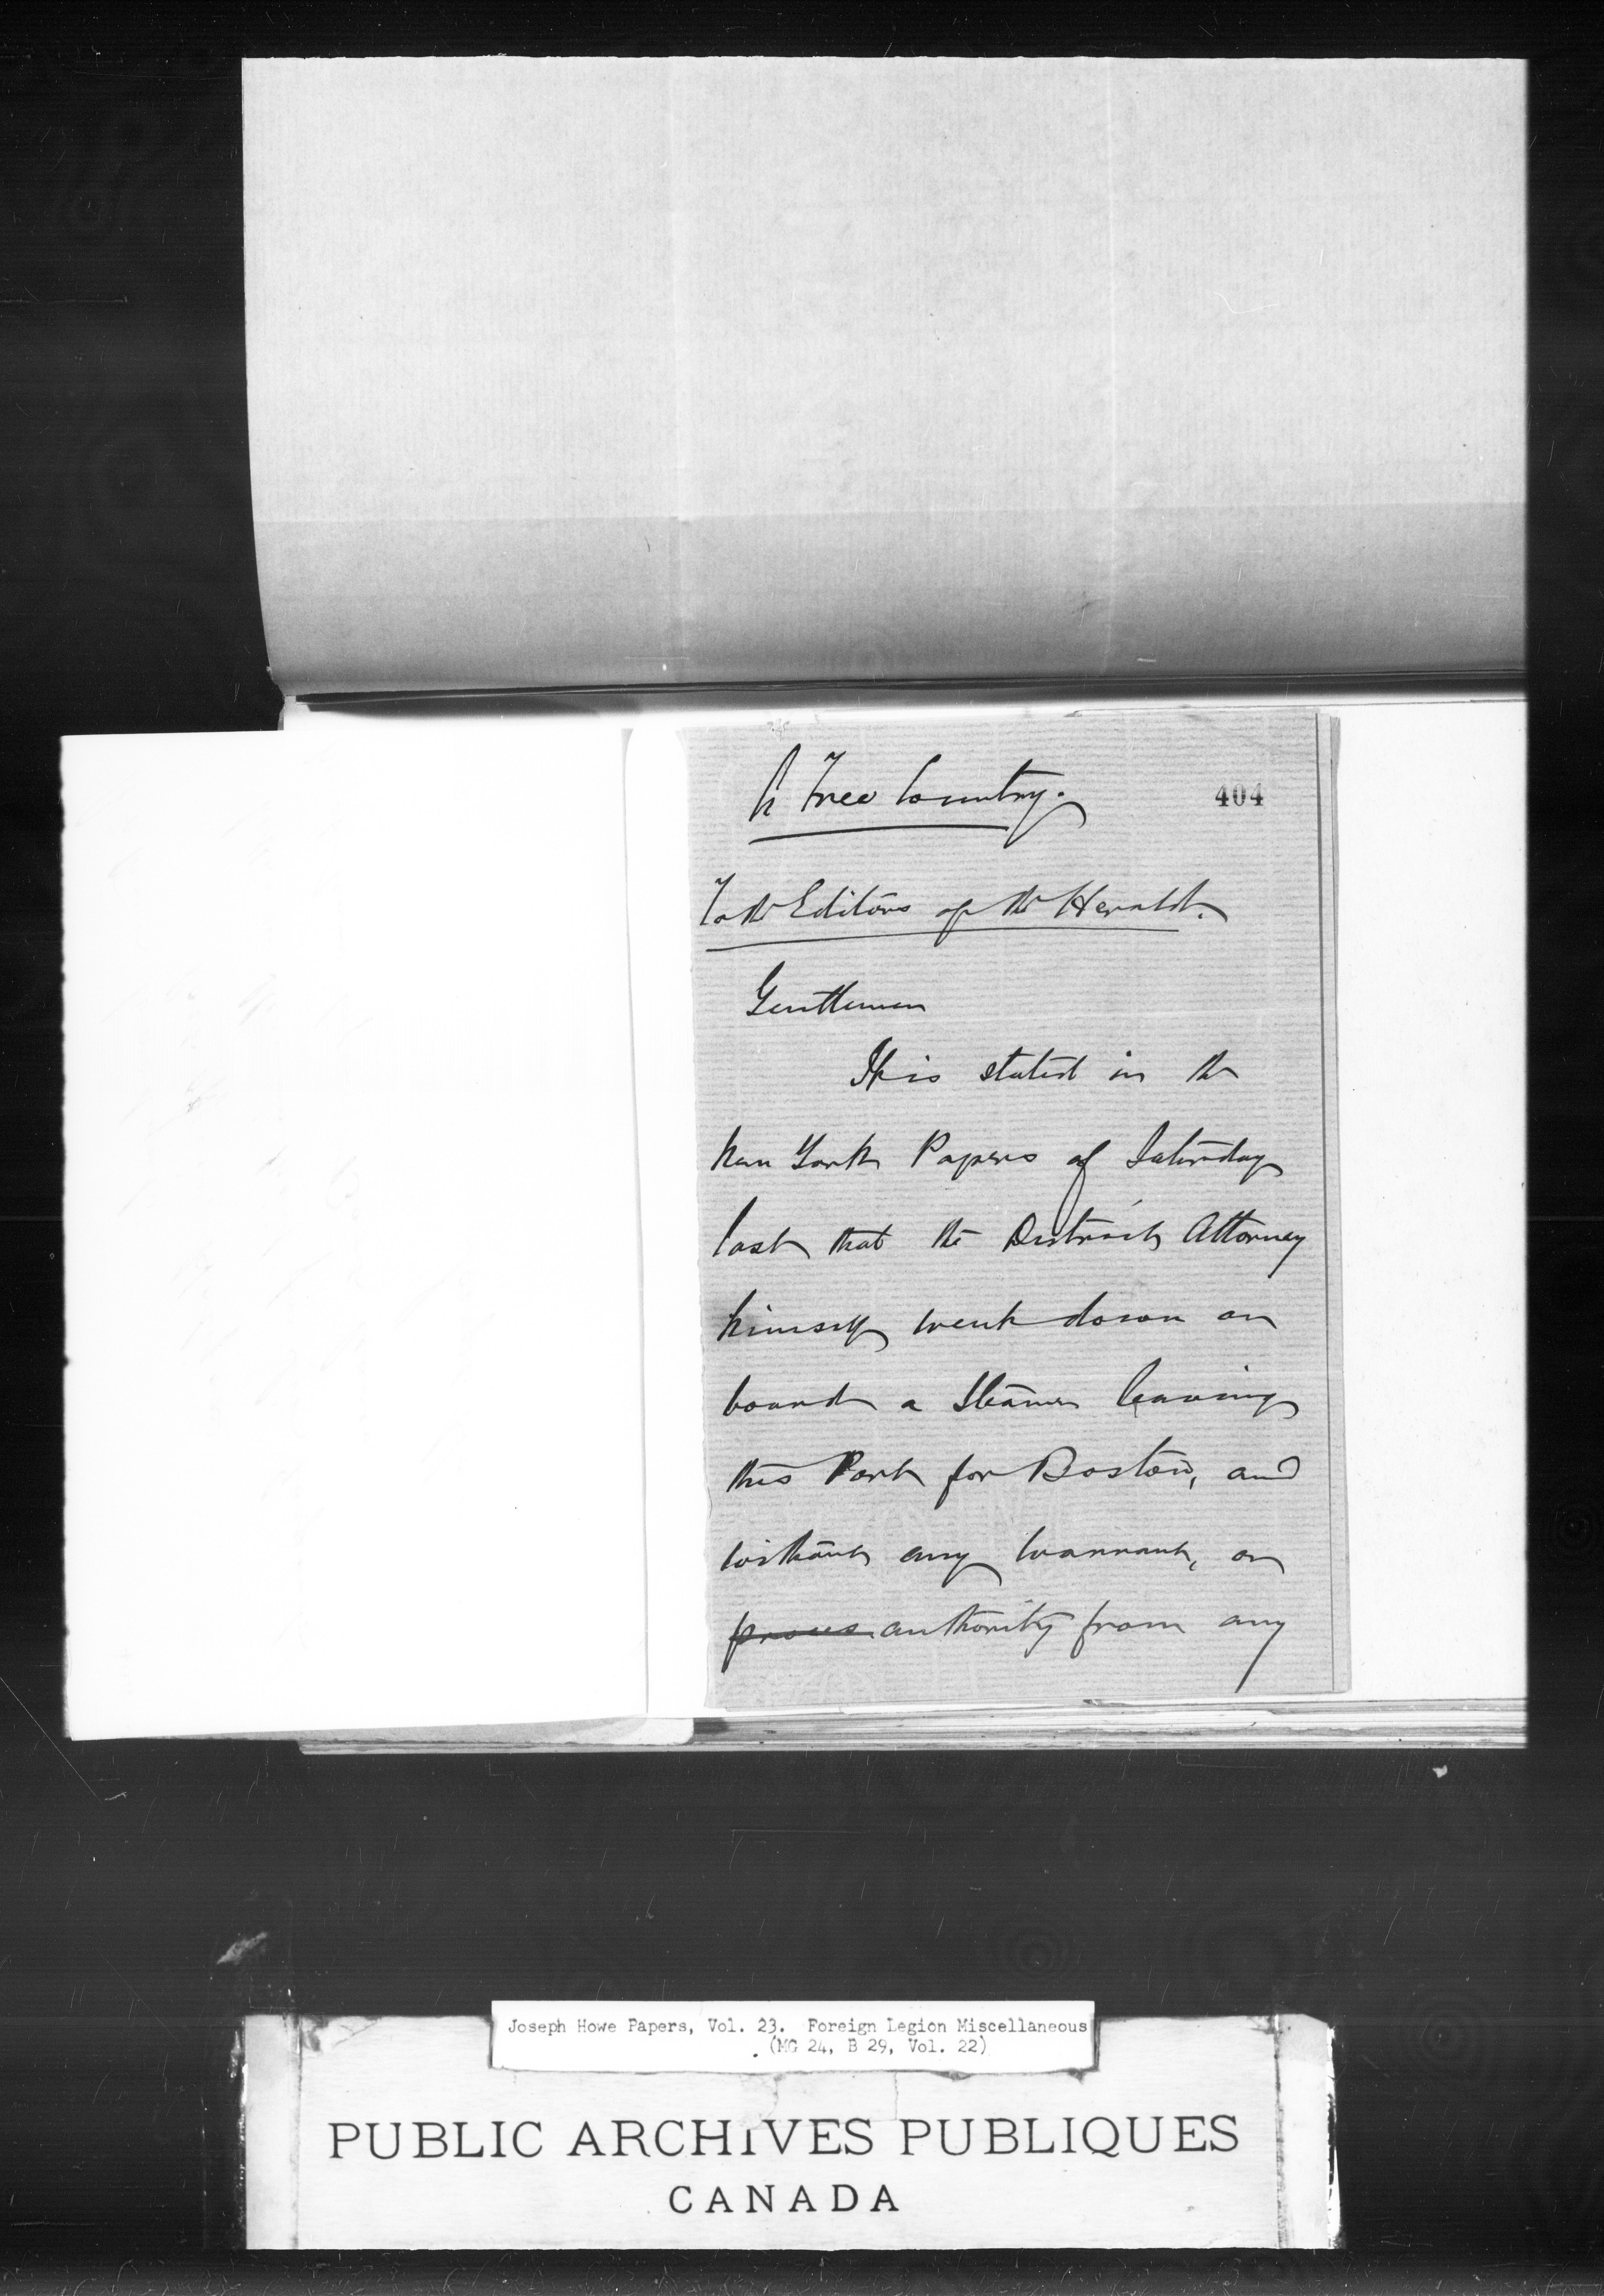 A Free Country.
404
To the Editors of the Herald.
Gentlemen
It is stated in the
New York Papers of Saturday
last that the District Attorney
himself went down on
board a Steamer leaving
this Port for Boston, and
without any warrant, or
proces authority from any
Joseph Howe Papers, Vol. 23. Foreign Legion Miscellaneous
(MG 24, B 29, Vol. 22)
PUBLIC ARCHIVES PUBLIQUES
CANADA